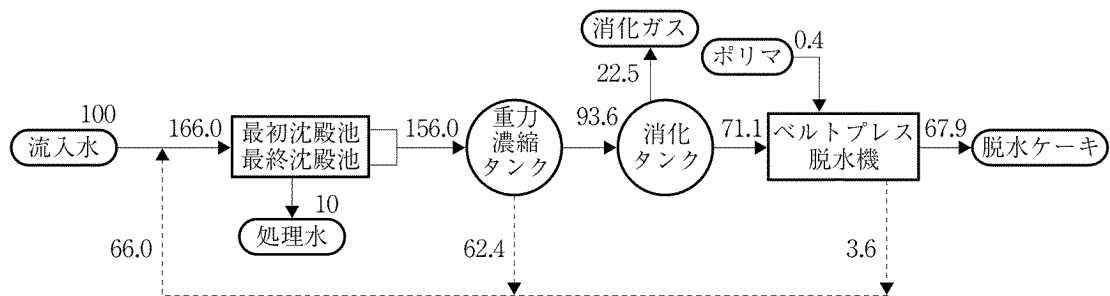 消化ガス
ポリマ
0.4
22.5
100
流入水
166.0
最初沈殿池
最終沈殿池
156.0
重力
濃縮
タンク
93.6
消化
タンク
71.1
ベルトプレス
脱水機
67.9
脱水ケーキ
10
処理水
66.0
62.4
3.6